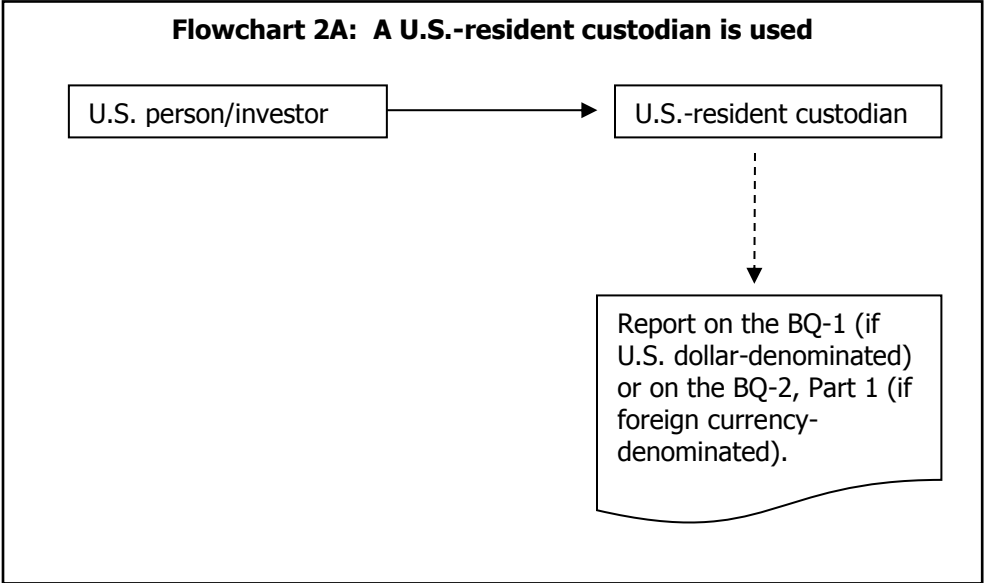 Flowchart 2A:  A U.S.-resident custodian is used
U.S. person/investor
U.S.-resident custodian
Report on the BQ-1 (if
U.S. dollar-denominated)
or on the BQ-2, Part 1 (if
foreign currency-
denominated).